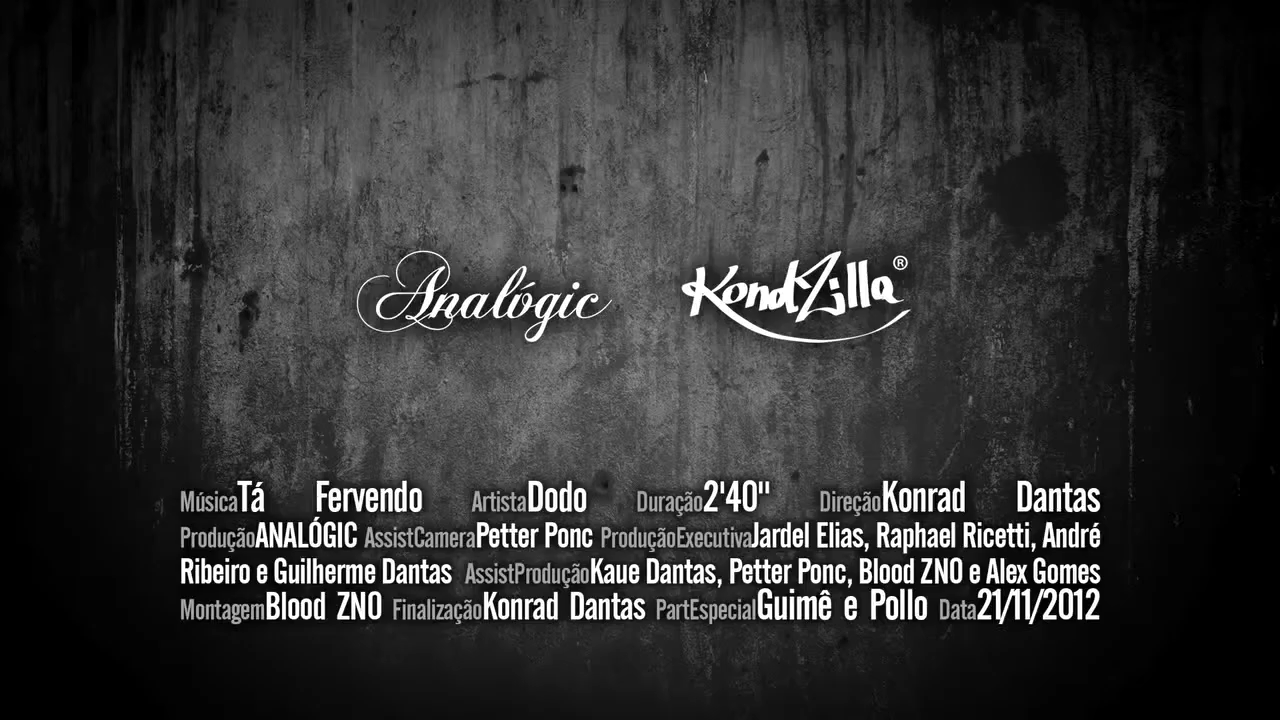 Analógic
KondZilla®
MúsicaTá Fervendo ArtistaDodo Duração2'40" DireçãoKonrad Dantas
ProduçãoANALÓGIC AssistCameraPetter Ponc ProduçãoExecutivaJardel Elias, Raphael Ricetti, André
Ribeiro e Guilherme Dantas AssistProduçãoKaue Dantas, Petter Ponc, Blood ZNO e Alex Gomes
MontagemBlood ZNO FinalizaçãoKonrad Dantas PartEspecialGuimê e Pollo Data21/11/2012